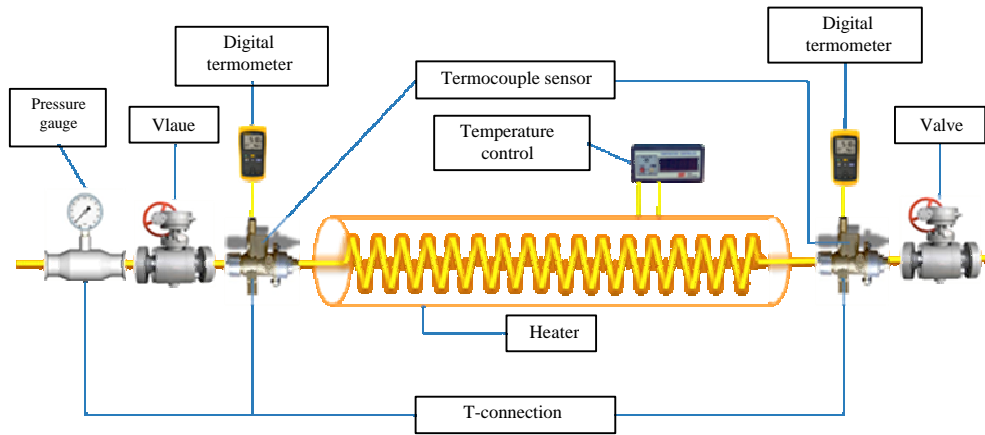 Digital
termometer
Digital
termometer
Termocouple sensor
Pressure
gauge
Vlaue
Temperature
control
Valve
Heater
T-connection